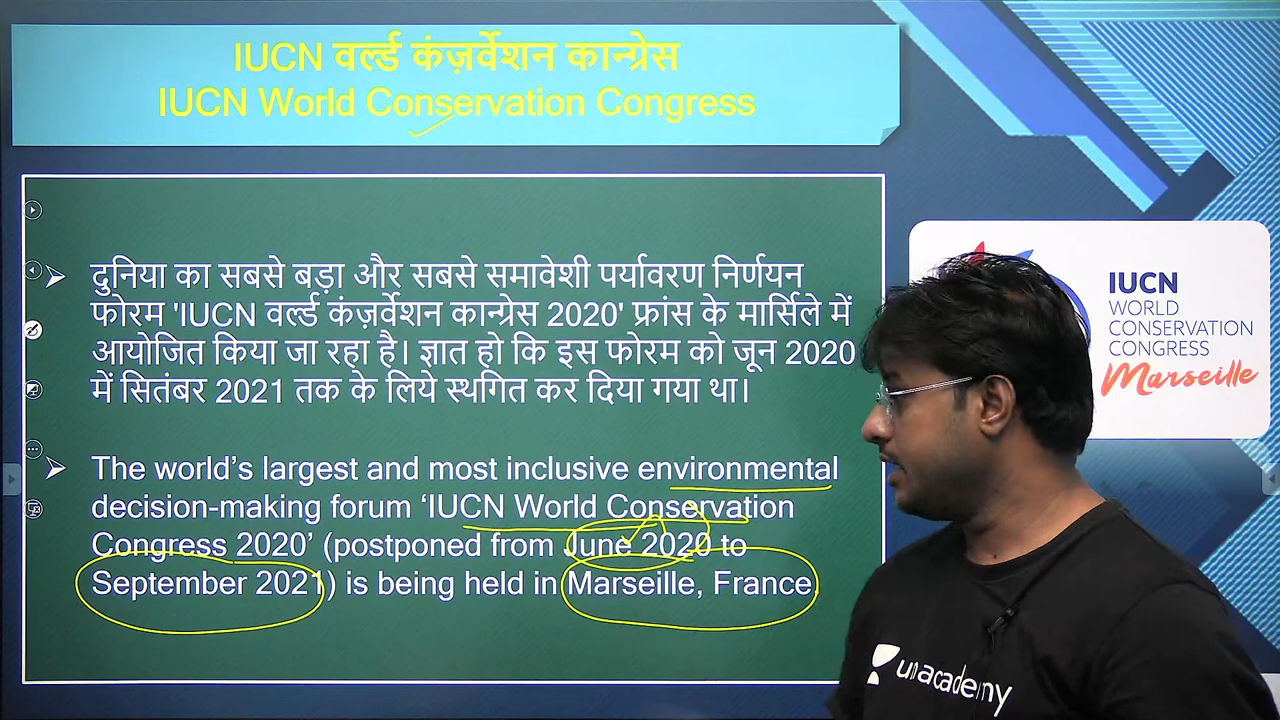 IUCN वर्ल्ड कंज़र्वेशन कान्ग्रेस
IUCN World Conservation Congress
दुनिया का सबसे बड़ा और सबसे समावेशी पर्यावरण निर्णयन
फोरम 'IUCN वर्ल्ड कंज़र्वेशन कान्ग्रेस 2020' फ्रांस के मार्सिले में
आयोजित किया जा रहा है। ज्ञात हो कि इस फोरम को जून 2020
में सितंबर 2021 तक के लिये स्थगित कर दिया गया था।
The world’s largest and most inclusive environmental
decision-making forum ‘IUCN World Conservation
Congress 2020’ (postponed from June 2020 to
September 2021) is being held in Marseille, France.
IUCN
WORLD
CONSERVATION
CONGRESS
Marseille
unacademy